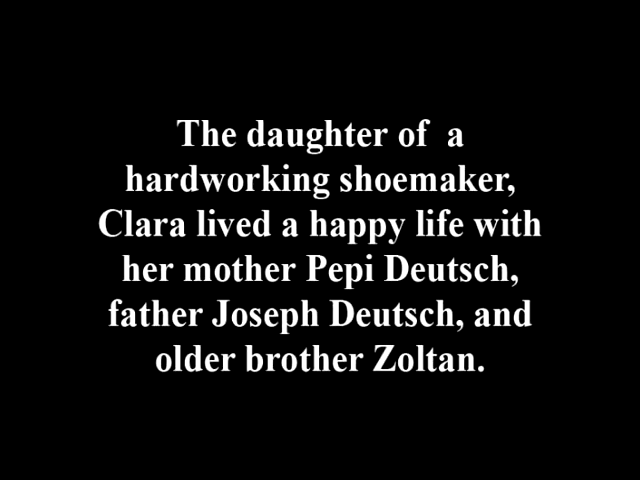 The daughter of  a
hardworking shoemaker,
Clara lived a happy life with
her mother Pepi Deutsch,
father Joseph Deutsch, and
older brother Zoltan.